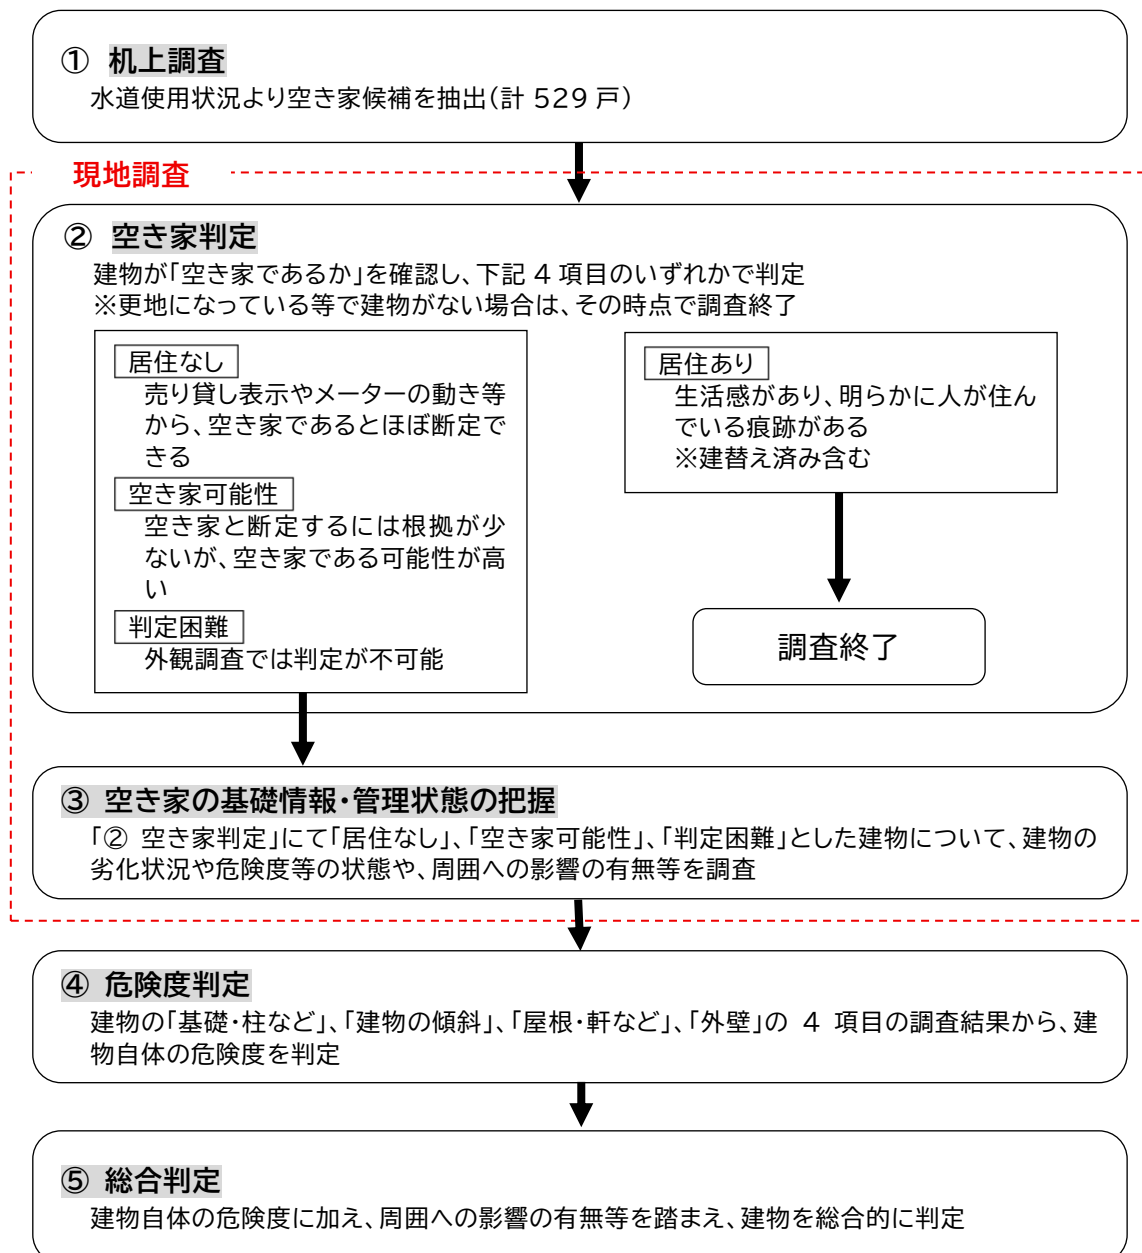 ① 机上調査
水道使用状況より空き家候補を抽出(計 529 戸)
現地調査
② 空き家判定
建物が「空き家であるか」を確認し、下記 4 項目のいずれかで判定
※更地になっている等で建物がない場合は、その時点で調査終了
居住なし
売り貸し表示やメーターの動き等
から、空き家であるとほぼ断定で
きる
空き家可能性
空き家と断定するには根拠が少
ないが、空き家である可能性が高
い
判定困難
外観調査では判定が不可能
居住あり
生活感があり、明らかに人が住ん
でいる痕跡がある
※建替え済み含む
調査終了
③ 空き家の基礎情報・管理状態の把握
「② 空き家判定」にて「居住なし」、「空き家可能性」、「判定困難」とした建物について、建物の
劣化状況や危険度等の状態や、周囲への影響の有無等を調査
④ 危険度判定
建物の「基礎・柱など」、「建物の傾斜」、「屋根・軒など」、「外壁」の 4 項目の調査結果から、建
物自体の危険度を判定
⑤ 総合判定
建物自体の危険度に加え、周囲への影響の有無等を踏まえ、建物を総合的に判定